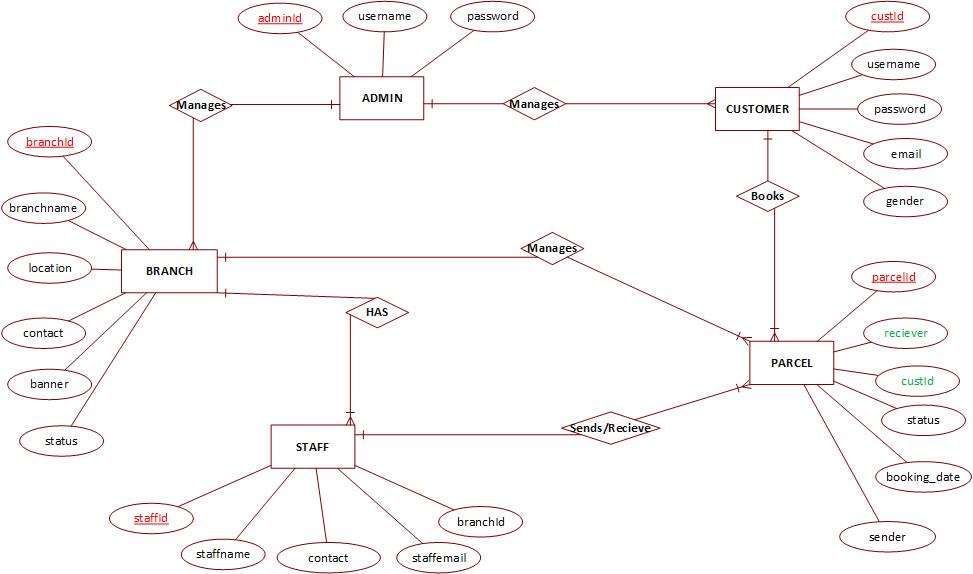 adminId
username
password
custId
username
password
email
gender
ADMIN
Manages
Manages
CUSTOMER
branchId
branchname
location
contact
banner
status
BRANCH
Books
Manages
HAS
parcelId
reciever
custId
status
booking_date
sender
PARCEL
Sends/Recieve
STAFF
staffId
staffname
contact
staffemail
branchId